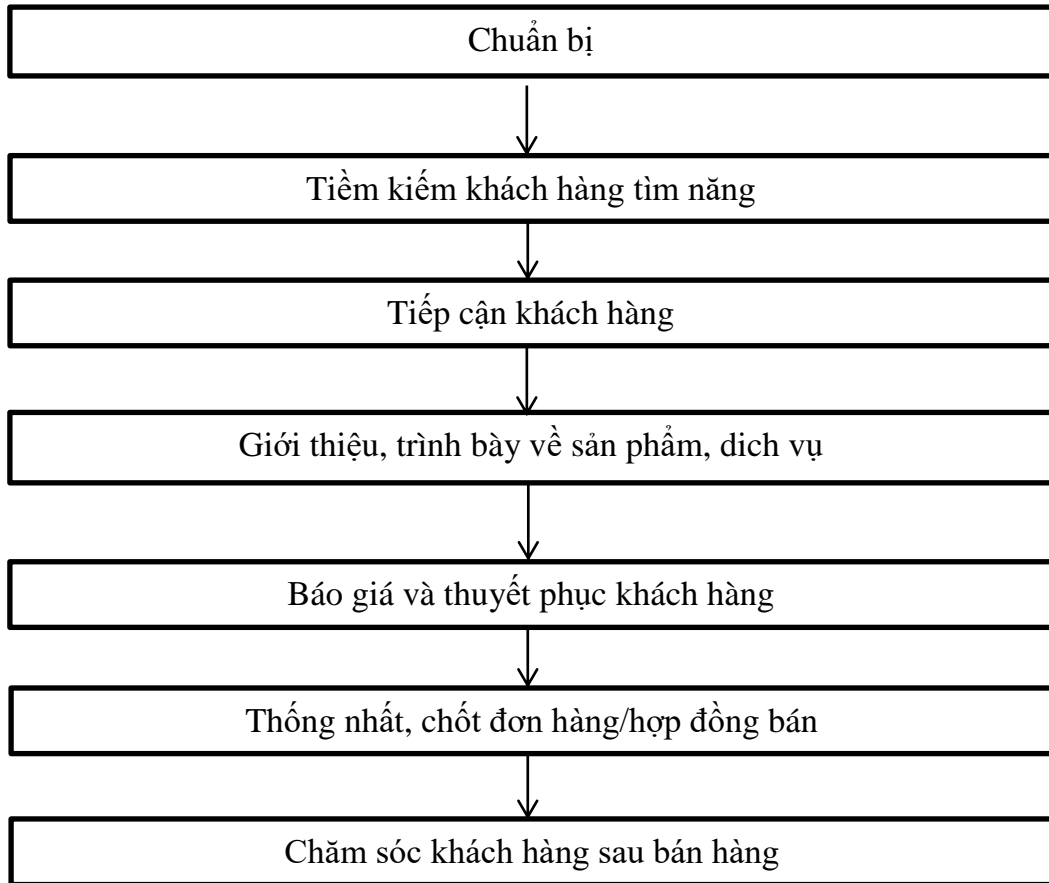 Chuẩn bị
Tiềm kiếm khách hàng tìm năng
Tiếp cận khách hàng
Giới thiệu, trình bày về sản phẩm, dich vụ
Báo giá và thuyết phục khách hàng
Thống nhất, chốt đơn hàng/hợp đồng bán
Chăm sóc khách hàng sau bán hàng